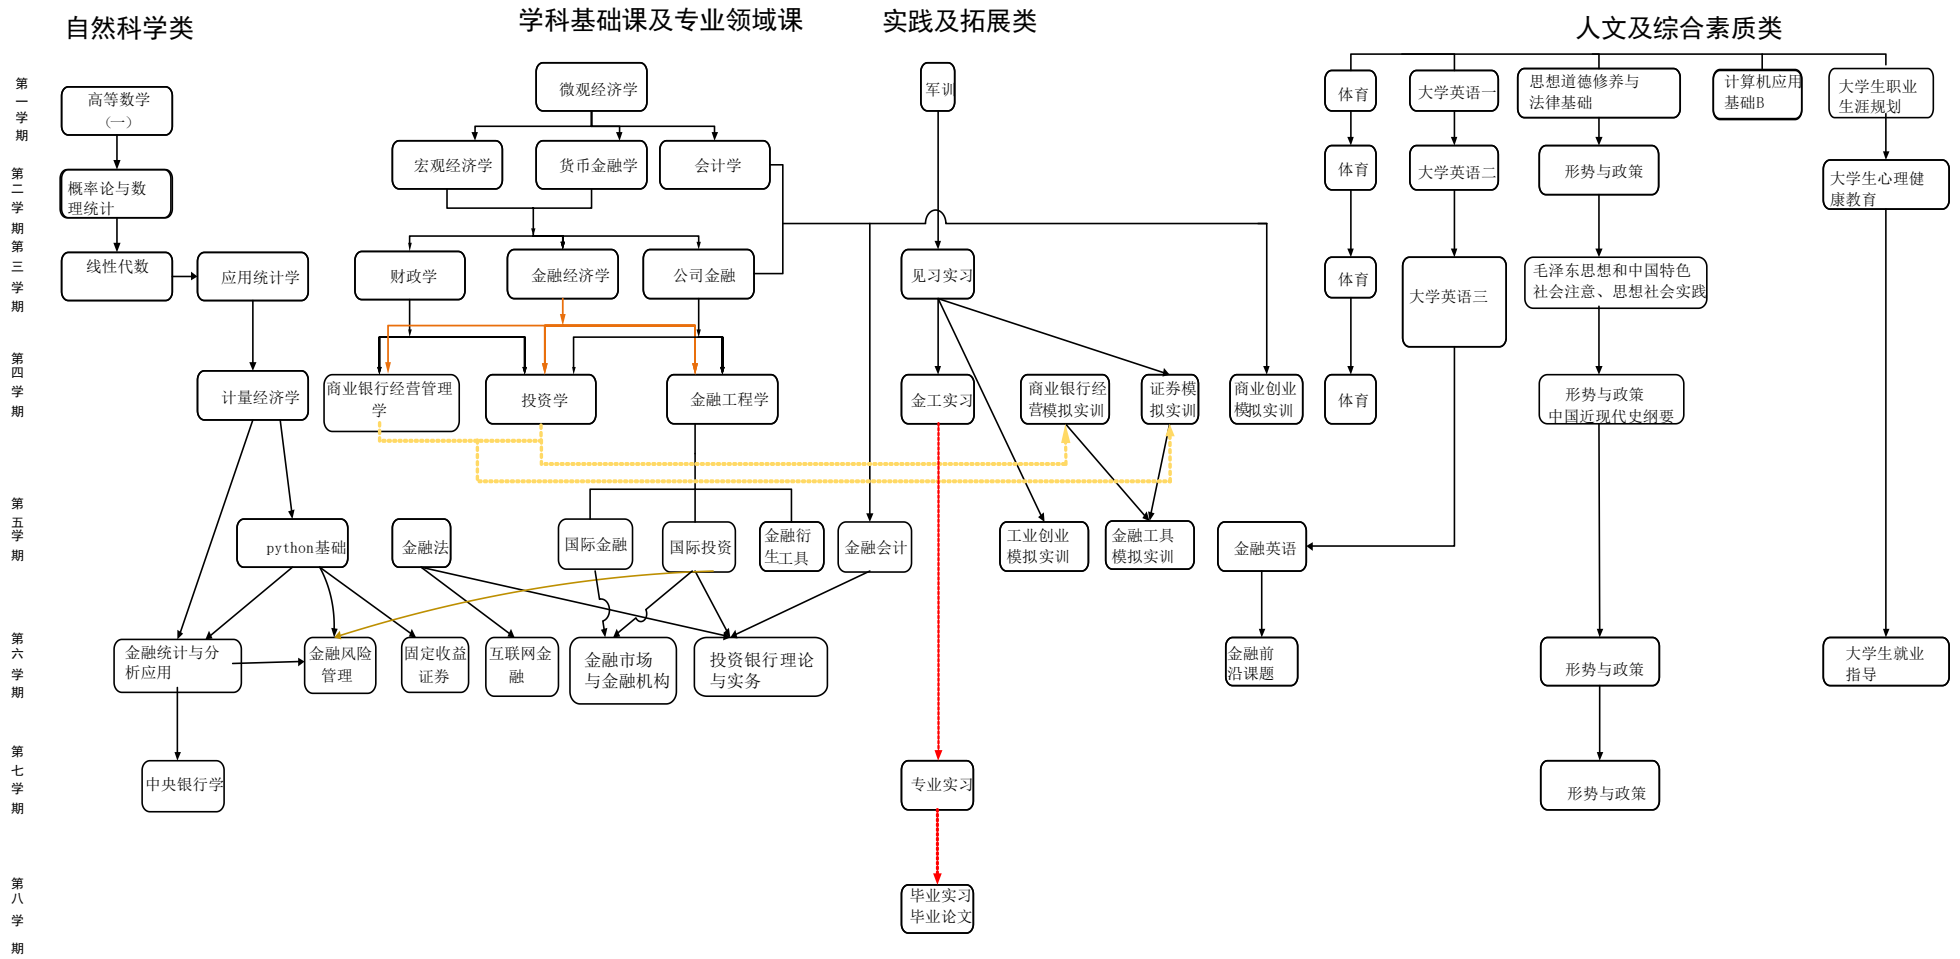 自然科学类
学科基础课及专业领域课
实践及拓展类
人文及综合素质类
第一学期
高等数学
（一）
微观经济学
军训
体育
大学英语一
思想道德修养与
法律基础
计算机应用
基础B
大学生职业
生涯规划
第二学期
概率论与数
理统计
宏观经济学
货币金融学
会计学
体育
大学英语二
形势与政策
大学生心理健
康教育
第三学期
线性代数
应用统计学
财政学
金融经济学
公司金融
见习实习
体育
大学英语三
毛泽东思想和中国特色
社会注意、思想社会实践
第四学期
计量经济学
商业银行经营管理
学
投资学
金融工程学
金工实习
商业银行经
营模拟实训
证券模
拟实训
商业创业
模拟实训
体育
形势与政策
中国近现代史纲要
第五学期
python基础
金融法
国际金融
国际投资
金融衍
生工具
金融会计
工业创业
模拟实训
金融工具
模拟实训
金融英语
第六学期
金融统计与分
析应用
金融风险
管理
固定收益
证券
互联网金
融
金融市场
与金融机构
投资银行理论
与实务
金融前
沿课题
形势与政策
大学生就业
指导
第七学期
中央银行学
专业实习
形势与政策
第八学期
毕业实习
毕业论文